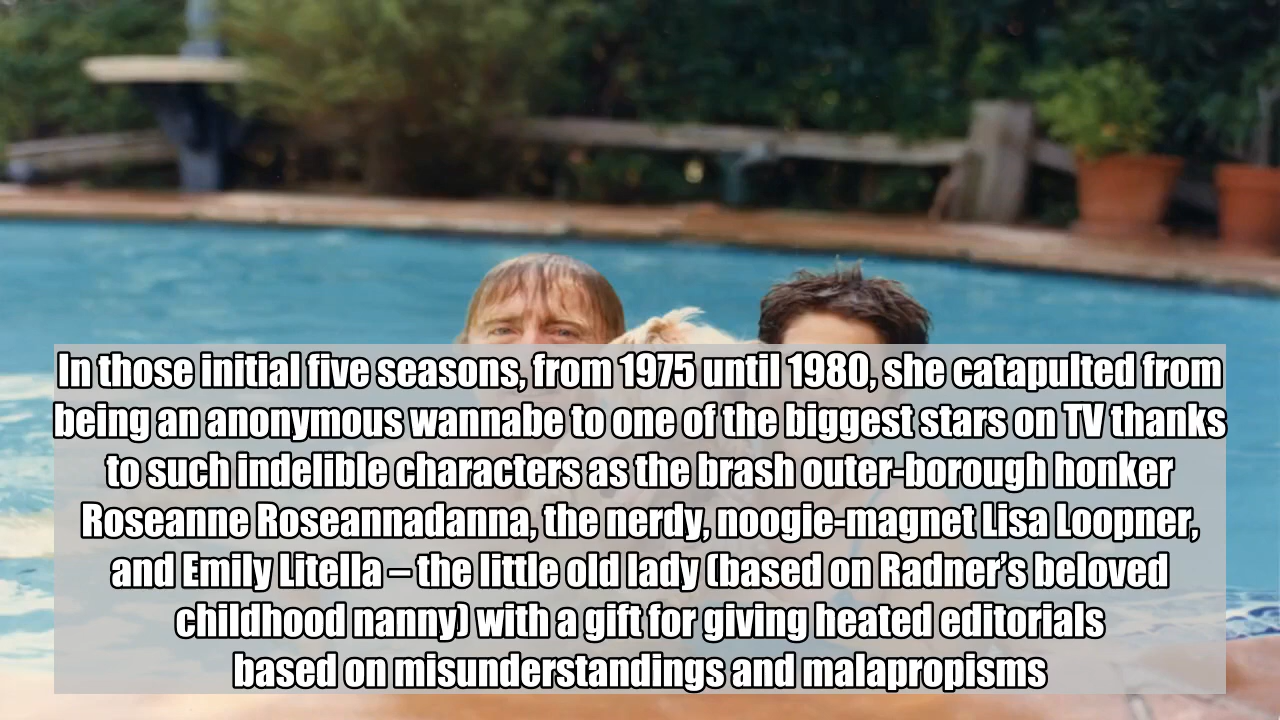 In those initial five seasons, from 1975 until 1980, she catapulted from
being an anonymous wannabe to one of the biggest stars on TV thanks
to such indelible characters as the brash outer-borough honker
Roseanne Roseannadanna, the nerdy, noogie-magnet Lisa Loopner,
and Emily Litella – the little old lady (based on Radner's beloved
childhood nanny) with a gift for giving heated editorials
based on misunderstandings and malapropisms